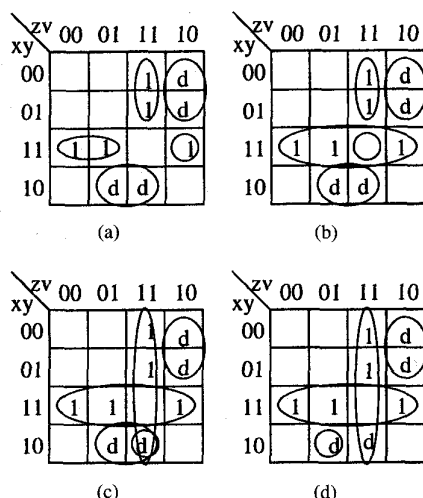 zv zv
xy 00 01 11 10 xy 00 01 11 10
00 1 d 00 1 d
01 1 d 01 1 d
11 1 1 1 11 1 1 1
10 d d 10 d d
(a) (b)
zv zv
xy 00 01 11 10 xy 00 01 11 10
00 1 d 00 1 d
01 1 d 01 1 d
11 1 1 1 11 1 1 1
10 d d 10 d d
(c) (d)